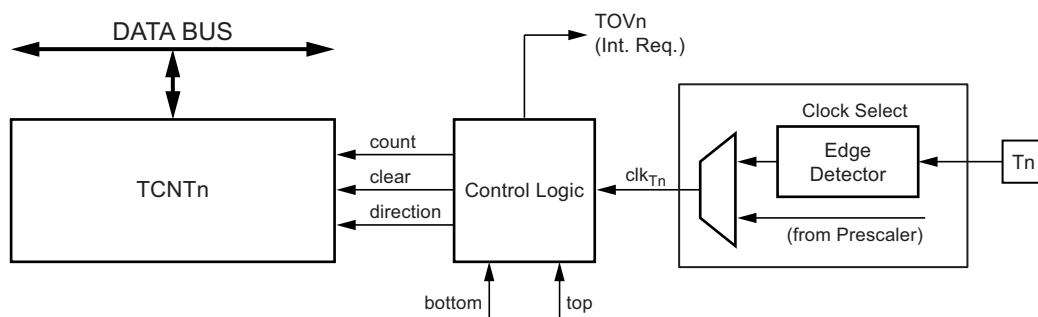 DATA BUS
TOVn
(Int. Req.)
TCNTn
count
clear
direction
Control Logic
clkTn
Clock Select
Edge
Detector
Tn
(from Prescaler)
bottom
top